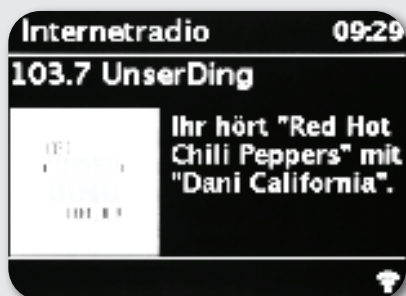 Internetradio 09:29
103.7 UnserDing
Ihr hört "Red Hot
Chili Peppers" mit
"Dani California".